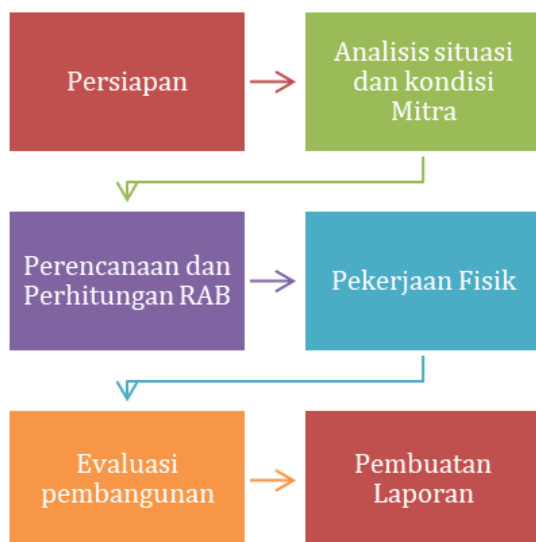 Persiapan
Analisis situasi
dan kondisi
Mitra
Perencanaan dan
Perhitungan RAB
Pekerjaan Fisik
Evaluasi
pembangunan
Pembuatan
Laporan